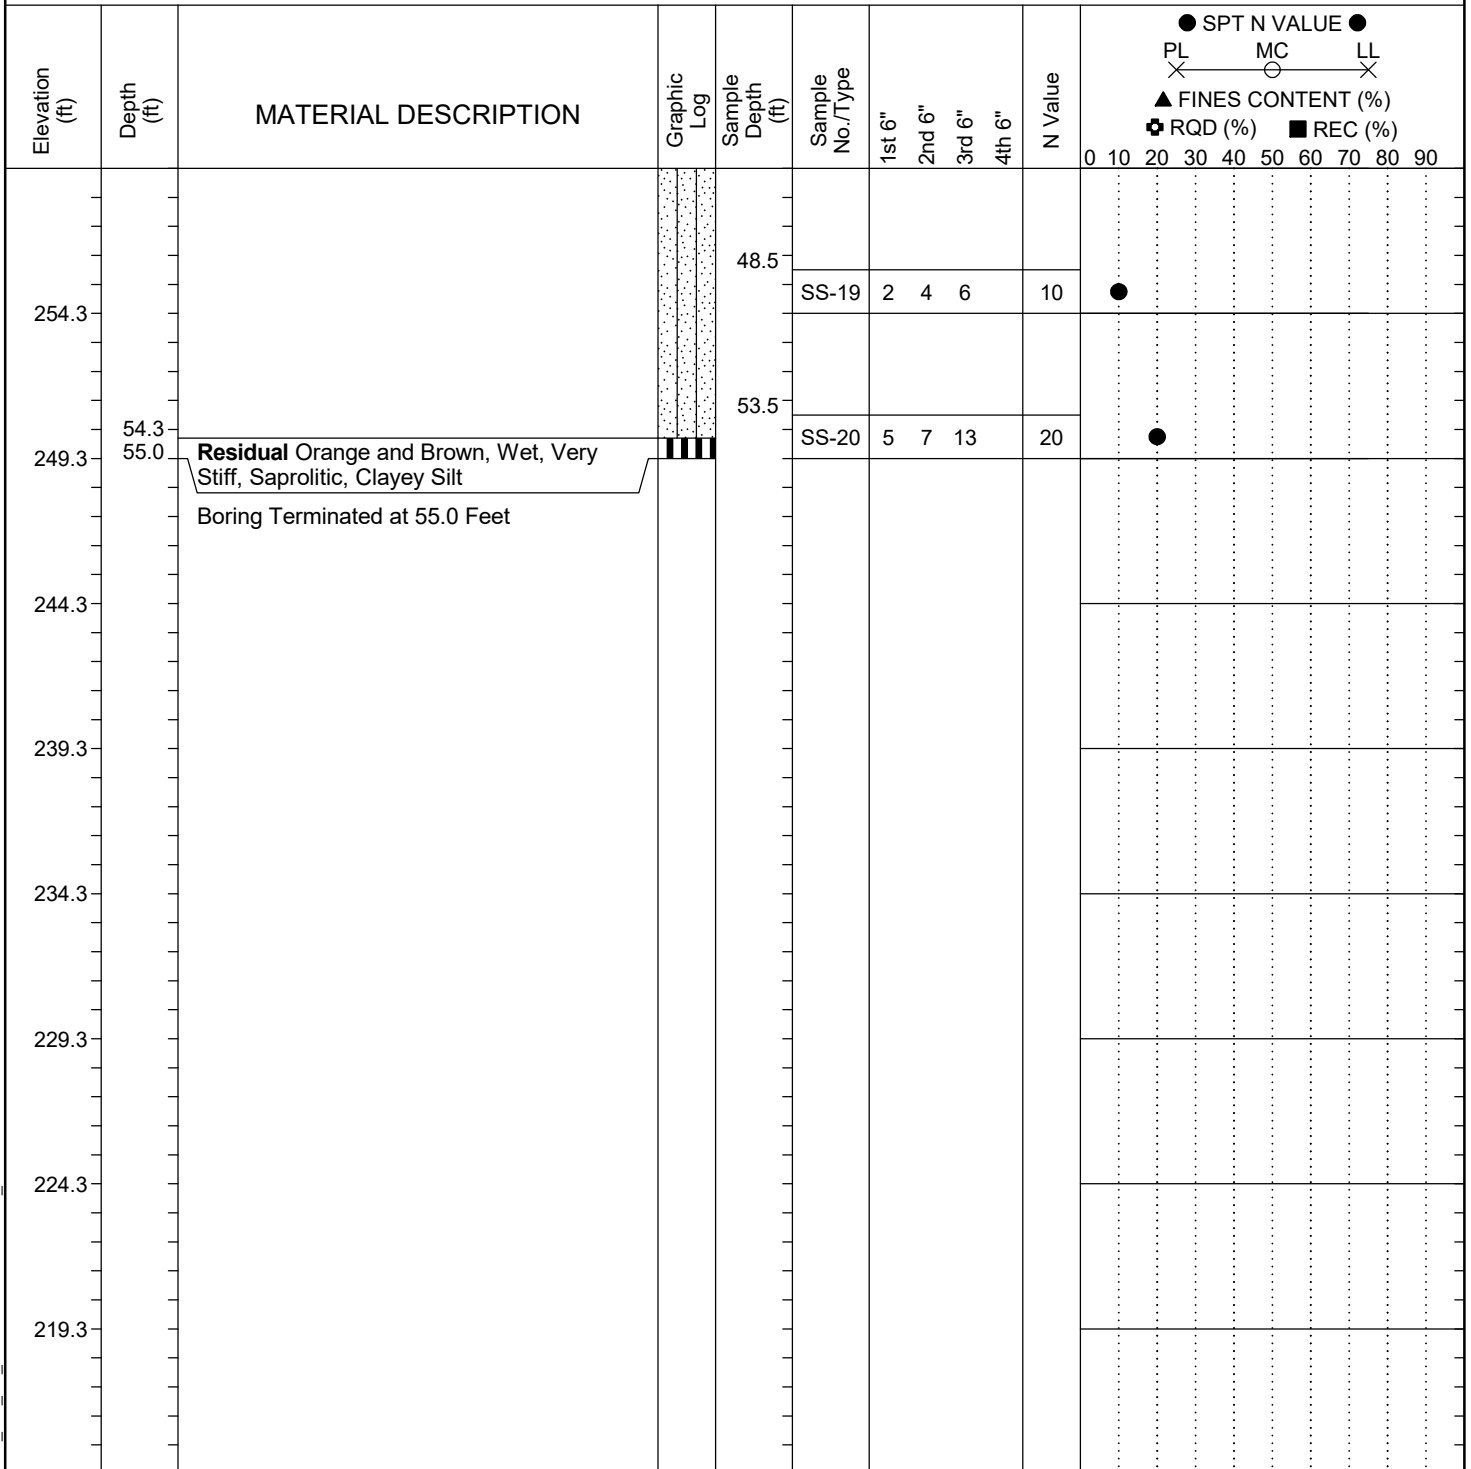 Elevation (ft)
Depth (ft)
MATERIAL DESCRIPTION
Graphic Log
Sample Depth (ft)
Sample No./Type
1st 6"
2nd 6"
3rd 6"
4th 6"
N Value
● SPT N VALUE ●
PL MC LL
▲ FINES CONTENT (%)
RQD (%) ■ REC (%)
0 10 20 30 40 50 60 70 80 90
48.5
SS-19 2 4 6 10
254.3
53.5
54.3
SS-20 5 7 13 20
249.3 55.0 Residual Orange and Brown, Wet, Very
Stiff, Saprolitic, Clayey Silt
Boring Terminated at 55.0 Feet
244.3
239.3
234.3
229.3
224.3
219.3